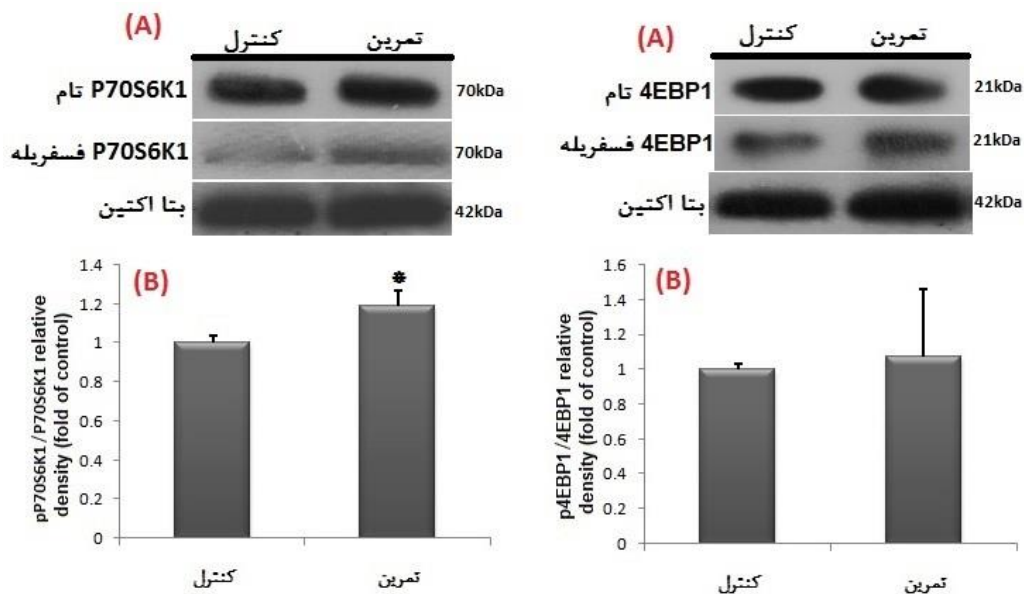 (A)
کنترل
تمرین
P70S6K1 تام
70kDa
P70S6K1 فسفریله
70kDa
بتا اکتین
42kDa
(B)
pP70S6K1/P70S6K1 relative
density (fold of control)
1.4
1.2
1
0.8
0.6
0.4
0.2
0
*
کنترل
تمرین
(A)
کنترل
تمرین
4EBP1 تام
21kDa
4EBP1 فسفریله
21kDa
بتا اکتین
42kDa
(B)
p4EBP1/4EBP1 relative
density (fold of control)
1.6
1.4
1.2
1
0.8
0.6
0.4
0.2
0
کنترل
تمرین